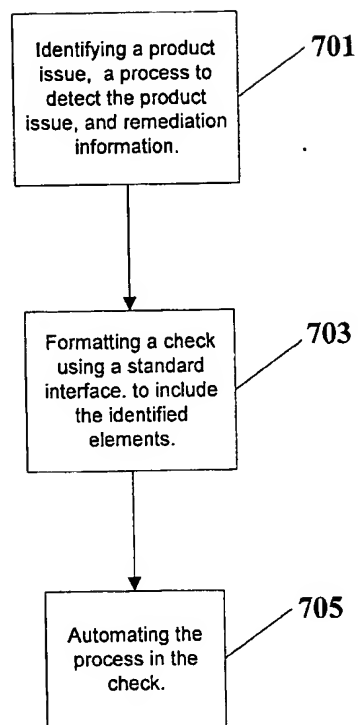 Identifying a product
issue, a process to
detect the product
issue, and remediation
information.
701
Formatting a check
using a standard
interface. to include
the identified
elements.
703
Automating the
process in the
check.
705